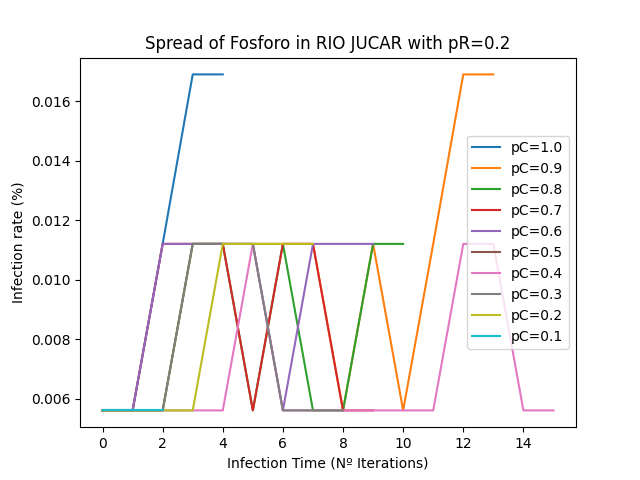 Spread of Fosforo in RIO JUCAR with pR=0.2
Infection rate (%)
0.016
0.014
0.012
0.010
0.008
0.006
pC=1.0
pC=0.9
pC=0.8
pC=0.7
pC=0.6
pC=0.5
pC=0.4
pC=0.3
pC=0.2
pC=0.1
0 2 4 6 8 10 12 14
Infection Time (Nº Iterations)